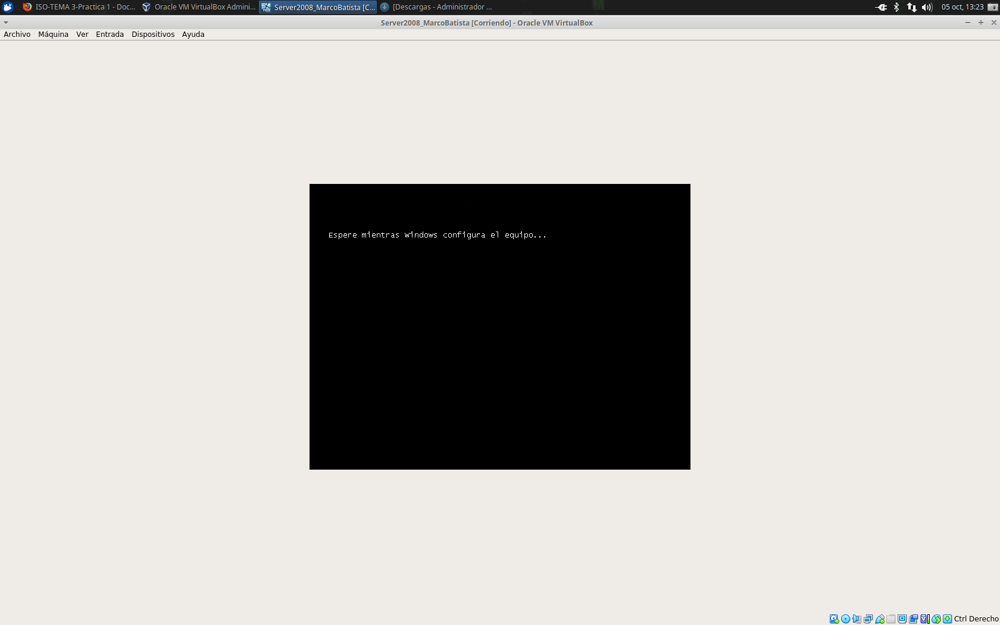 ISO-TEMA 3-Practica 1 - Doc... Oracle VM VirtualBox Admini... Server2008_MarcoBatista [C... [Descargas - Administrador ... 05 oct, 13:23
Server2008_MarcoBatista [Corriendo] - Oracle VM VirtualBox
Archivo Máquina Ver Entrada Dispositivos Ayuda
Espere mientras Windows configura el equipo...
Ctrl Derecho